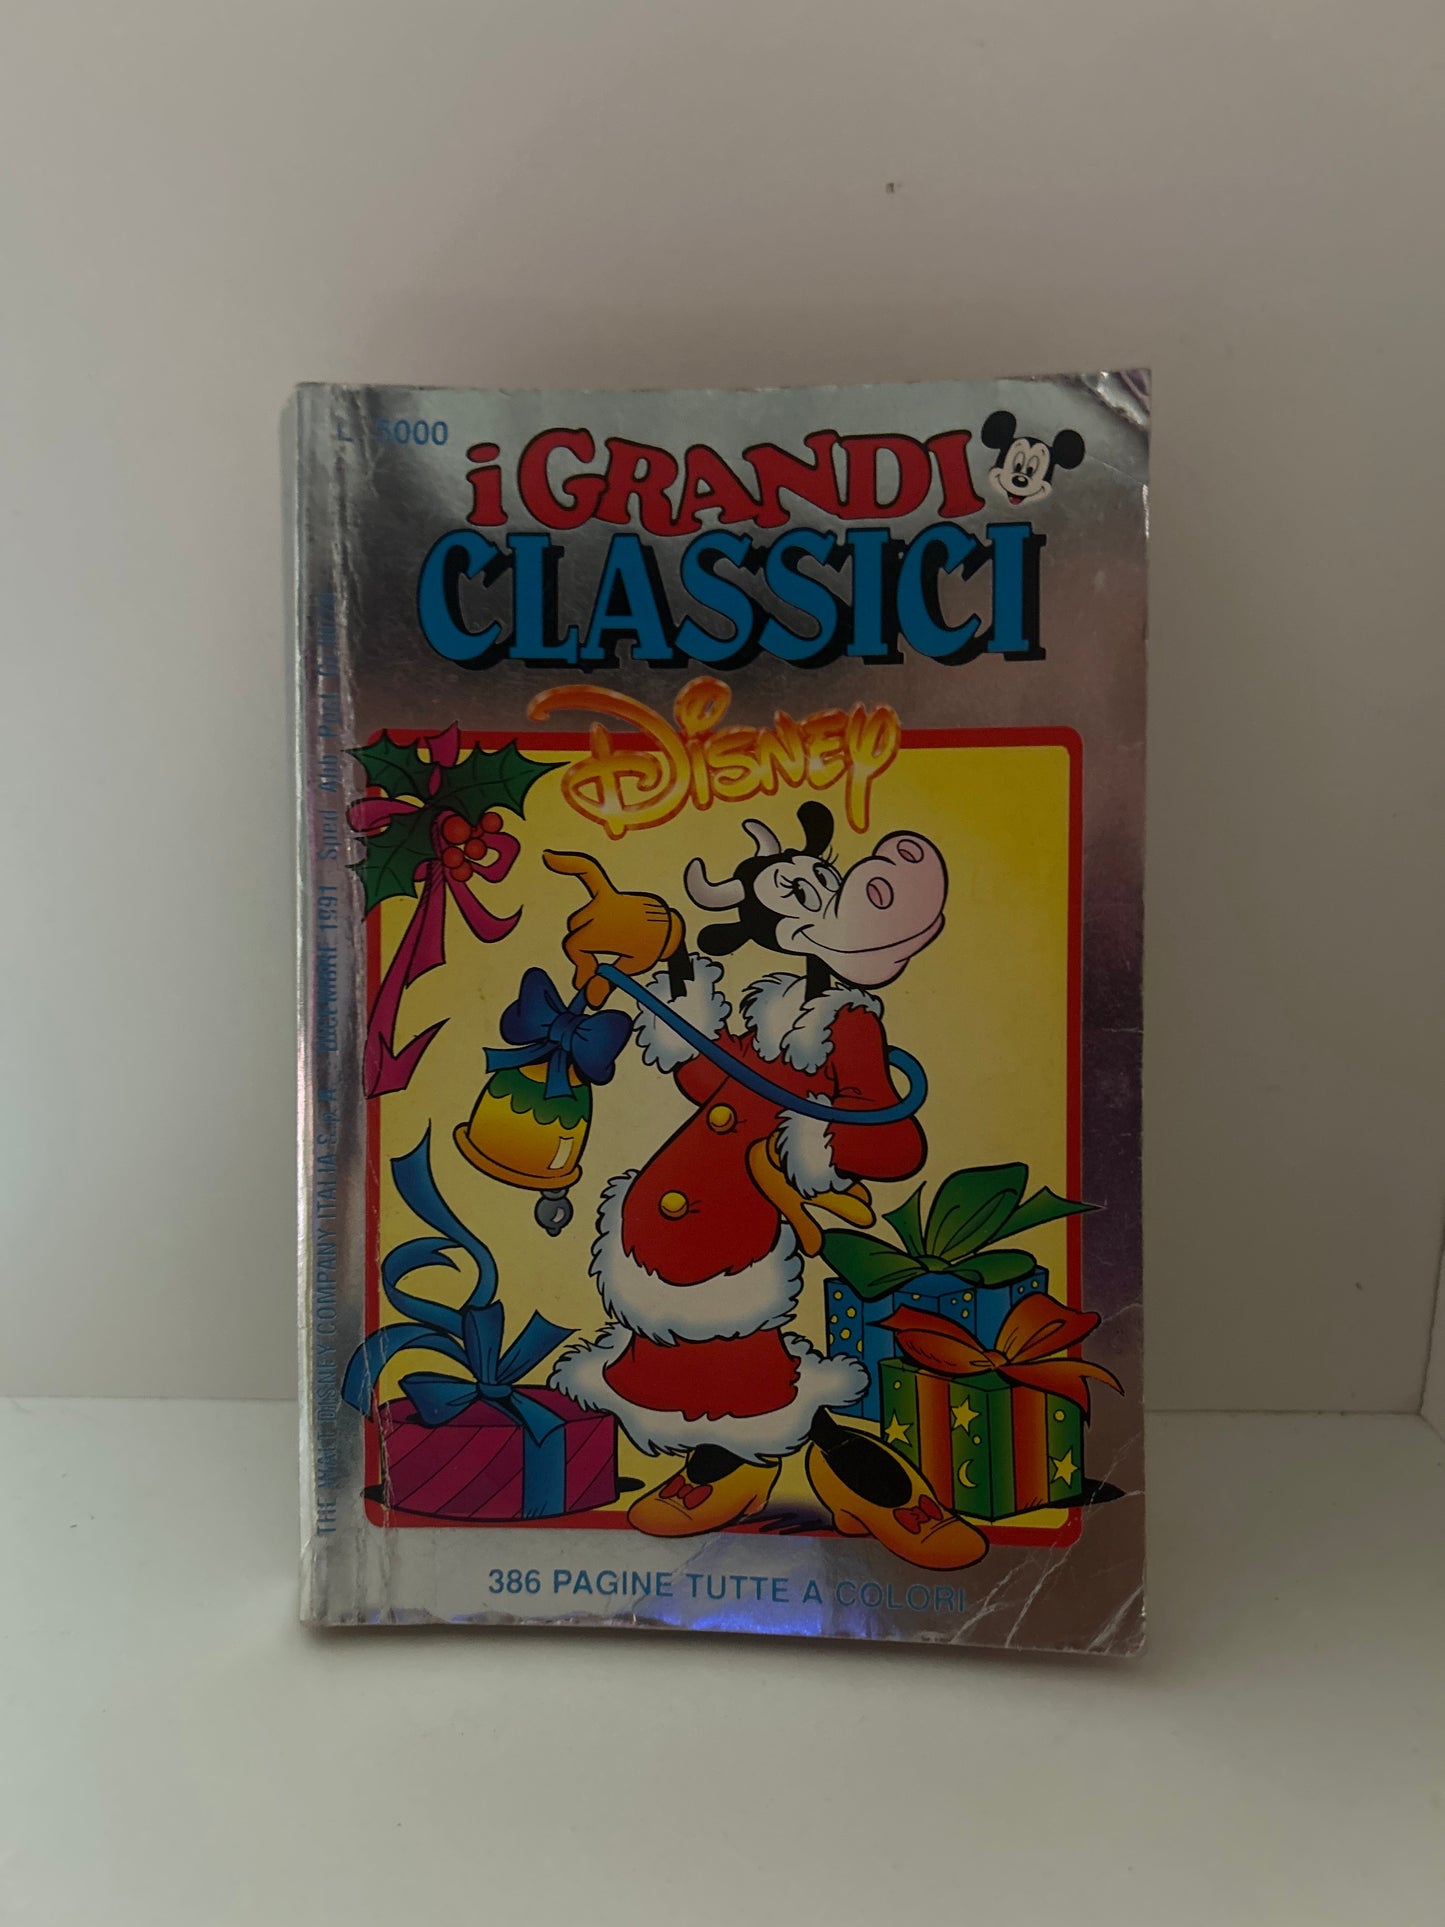 L. 5000
i GRANDI
CLASSICI
DISNEY
THE WALT DISNEY COMPANY ITALIA S.p.A. DICEMBRE 1991 Sped. Abb. Post.
386 PAGINE TUTTE A COLORI